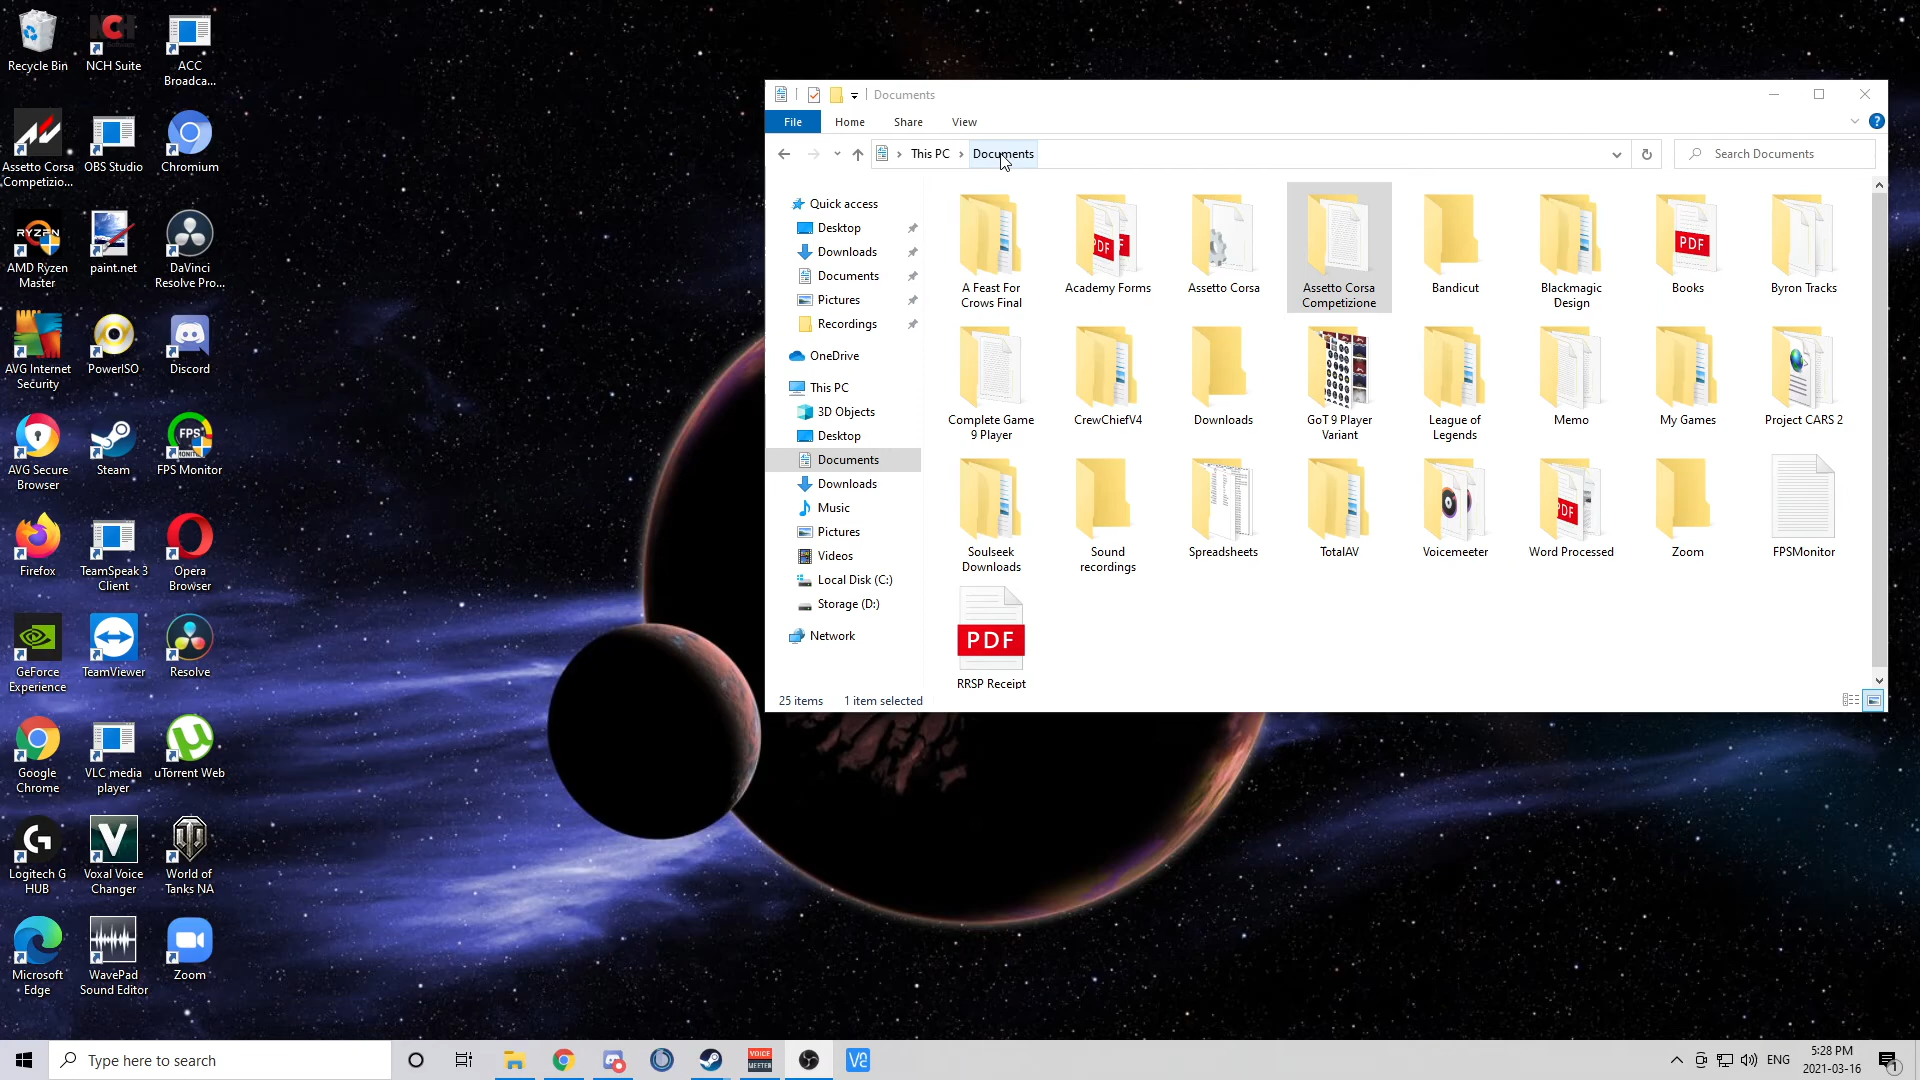 Recycle Bin
NCH Suite
ACC
Broadca...
Assetto Corsa
Competizio...
OBS Studio
Chromium
RYZEN
AMD Ryzen
Master
paint.net
DaVinci
Resolve Pro...
AVG Internet
Security
PowerISO
Discord
AVG Secure
Browser
Steam
FPS
FPS Monitor
Firefox
TeamSpeak 3
Client
Opera
Browser
GeForce
Experience
TeamViewer
Resolve
Google
Chrome
VLC media
player
uTorrent Web
Logitech G
HUB
Voxal Voice
Changer
World of
Tanks NA
Microsoft
Edge
WavePad
Sound Editor
Zoom
Documents
File
Home
Share
View
This PC
Documents
Search Documents
Quick access
Desktop
Downloads
Documents
Pictures
Recordings
OneDrive
This PC
3D Objects
Desktop
Documents
Downloads
Music
Pictures
Videos
Local Disk (C:)
Storage (D:)
Network
A Feast For
Crows Final
Academy Forms
Assetto Corsa
Assetto Corsa
Competizione
Bandicut
Blackmagic
Design
PDF
Books
Byron Tracks
Complete Game
9 Player
CrewChiefV4
Downloads
GoT 9 Player
Variant
League of
Legends
Memo
My Games
Project CARS 2
Soulseek
Downloads
Sound
recordings
Spreadsheets
TotalAV
Voicemeeter
PDF
Word Processed
Zoom
FPSMonitor
PDF
RRSP Receipt
25 items
1 item selected
Type here to search
VOICE
MEETER
ENG
5:28 PM
2021-03-16
1